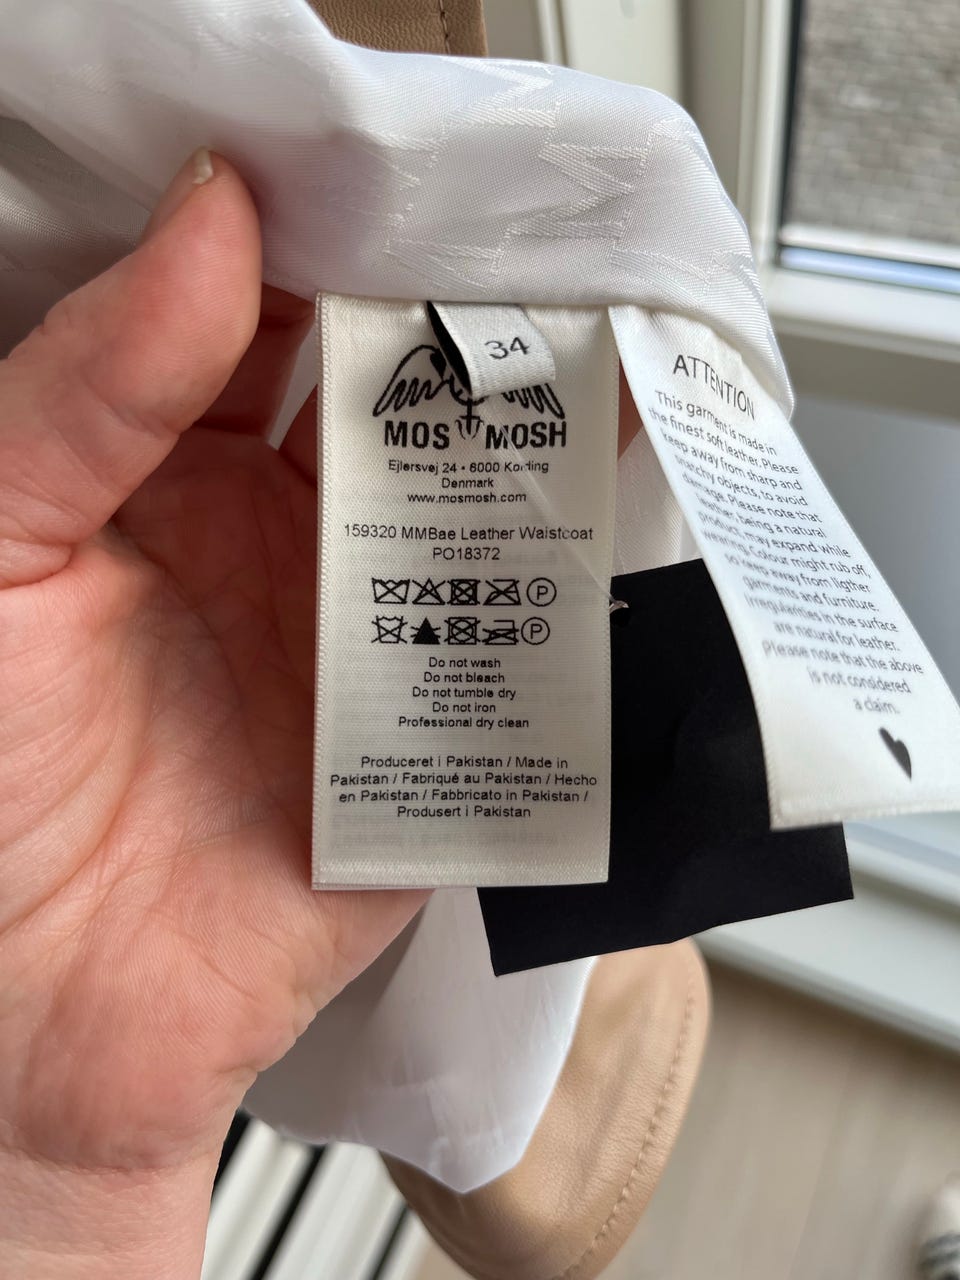 34
MOS MOSH
Ejlersvej 24 • 6000 Kolding
Denmark
www.mosmosh.com
159320 MMBae Leather Waistcoat
PO18372
P
P
Do not wash
Do not bleach
Do not tumble dry
Do not iron
Professional dry clean
Produceret i Pakistan / Made in
Pakistan / Fabriqué au Pakistan / Hecho
en Pakistan / Fabbricato in Pakistan /
Produsert i Pakistan
ATTENTION
This garment is made in
the finest soft leather. Please
keep away from sharp and
snatchy objects, to avoid
damage. Please note that
leather, being a natural
product, may expand while
wearing. Colour might rub off,
so keep away from ligther
garments and furniture.
Irregularities in the surface
are natural for leather.
Please note that the above
is not considered
a claim.